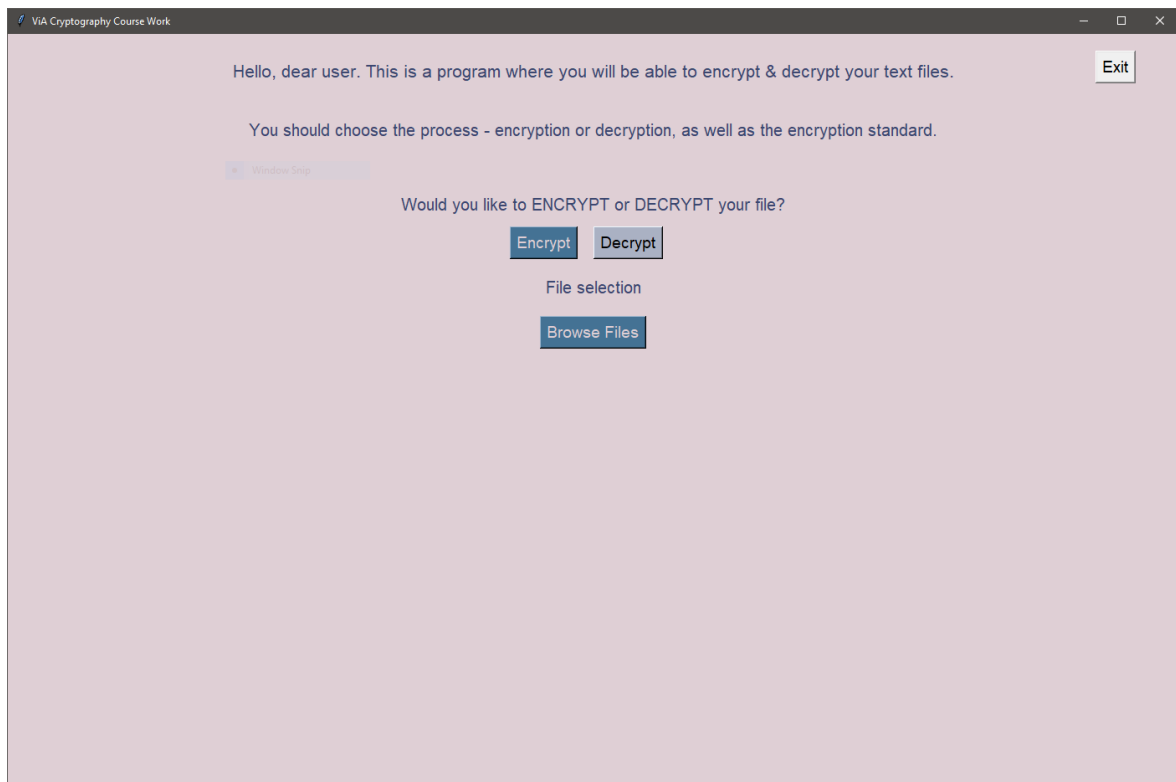 ViA Cryptography Course Work
Hello, dear user. This is a program where you will be able to encrypt & decrypt your text files.
Exit
You should choose the process - encryption or decryption, as well as the encryption standard.
Window Snip
Would you like to ENCRYPT or DECRYPT your file?
Encrypt Decrypt
File selection
Browse Files